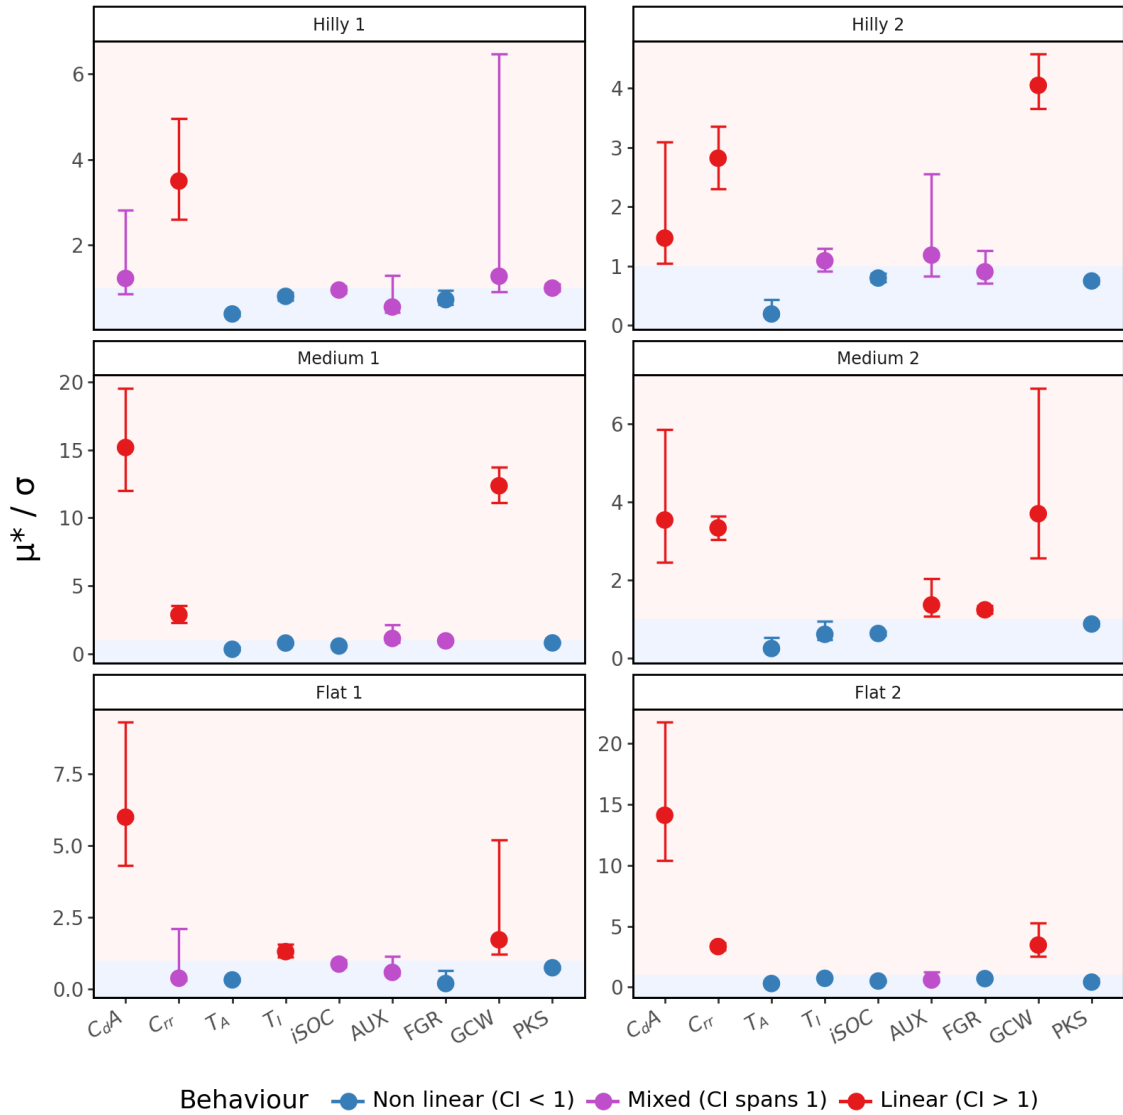 Hilly 1
Hilly 2
6
4
2
4
3
2
1
0
Medium 1
Medium 2
20
15
10
5
0
6
4
2
0
μ* / σ
Flat 1
Flat 2
7.5
5.0
2.5
0.0
20
15
10
5
0
CdA Crr TA TI iSOC AUX FGR GCW PKS
CdA Crr TA TI iSOC AUX FGR GCW PKS
Behaviour Non linear (CI < 1) Mixed (CI spans 1) Linear (CI > 1)